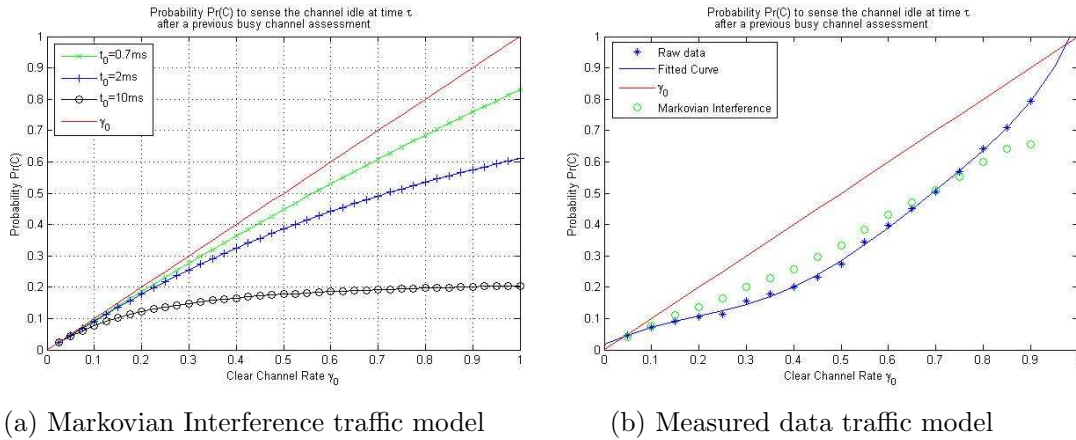 Probability Pr(C) to sense the channel idle at time τ
after a previous busy channel assessment
1
0.9
0.8
0.7
0.6
0.5
0.4
0.3
0.2
0.1
0
Probability Pr(C)
t0=0.7ms
t0=2ms
t0=10ms
γ0
0 0.1 0.2 0.3 0.4 0.5 0.6 0.7 0.8 0.9 1
Clear Channel Rate γ0
(a) Markovian Interference traffic model
Probability Pr(C) to sense the channel idle at time τ
after a previous busy channel assessment
1
0.9
0.8
0.7
0.6
0.5
0.4
0.3
0.2
0.1
0
Probability Pr(C)
Raw data
Fitted Curve
γ0
Markovian Interference
0 0.1 0.2 0.3 0.4 0.5 0.6 0.7 0.8 0.9
Clear Channel Rate γ0
(b) Measured data traffic model